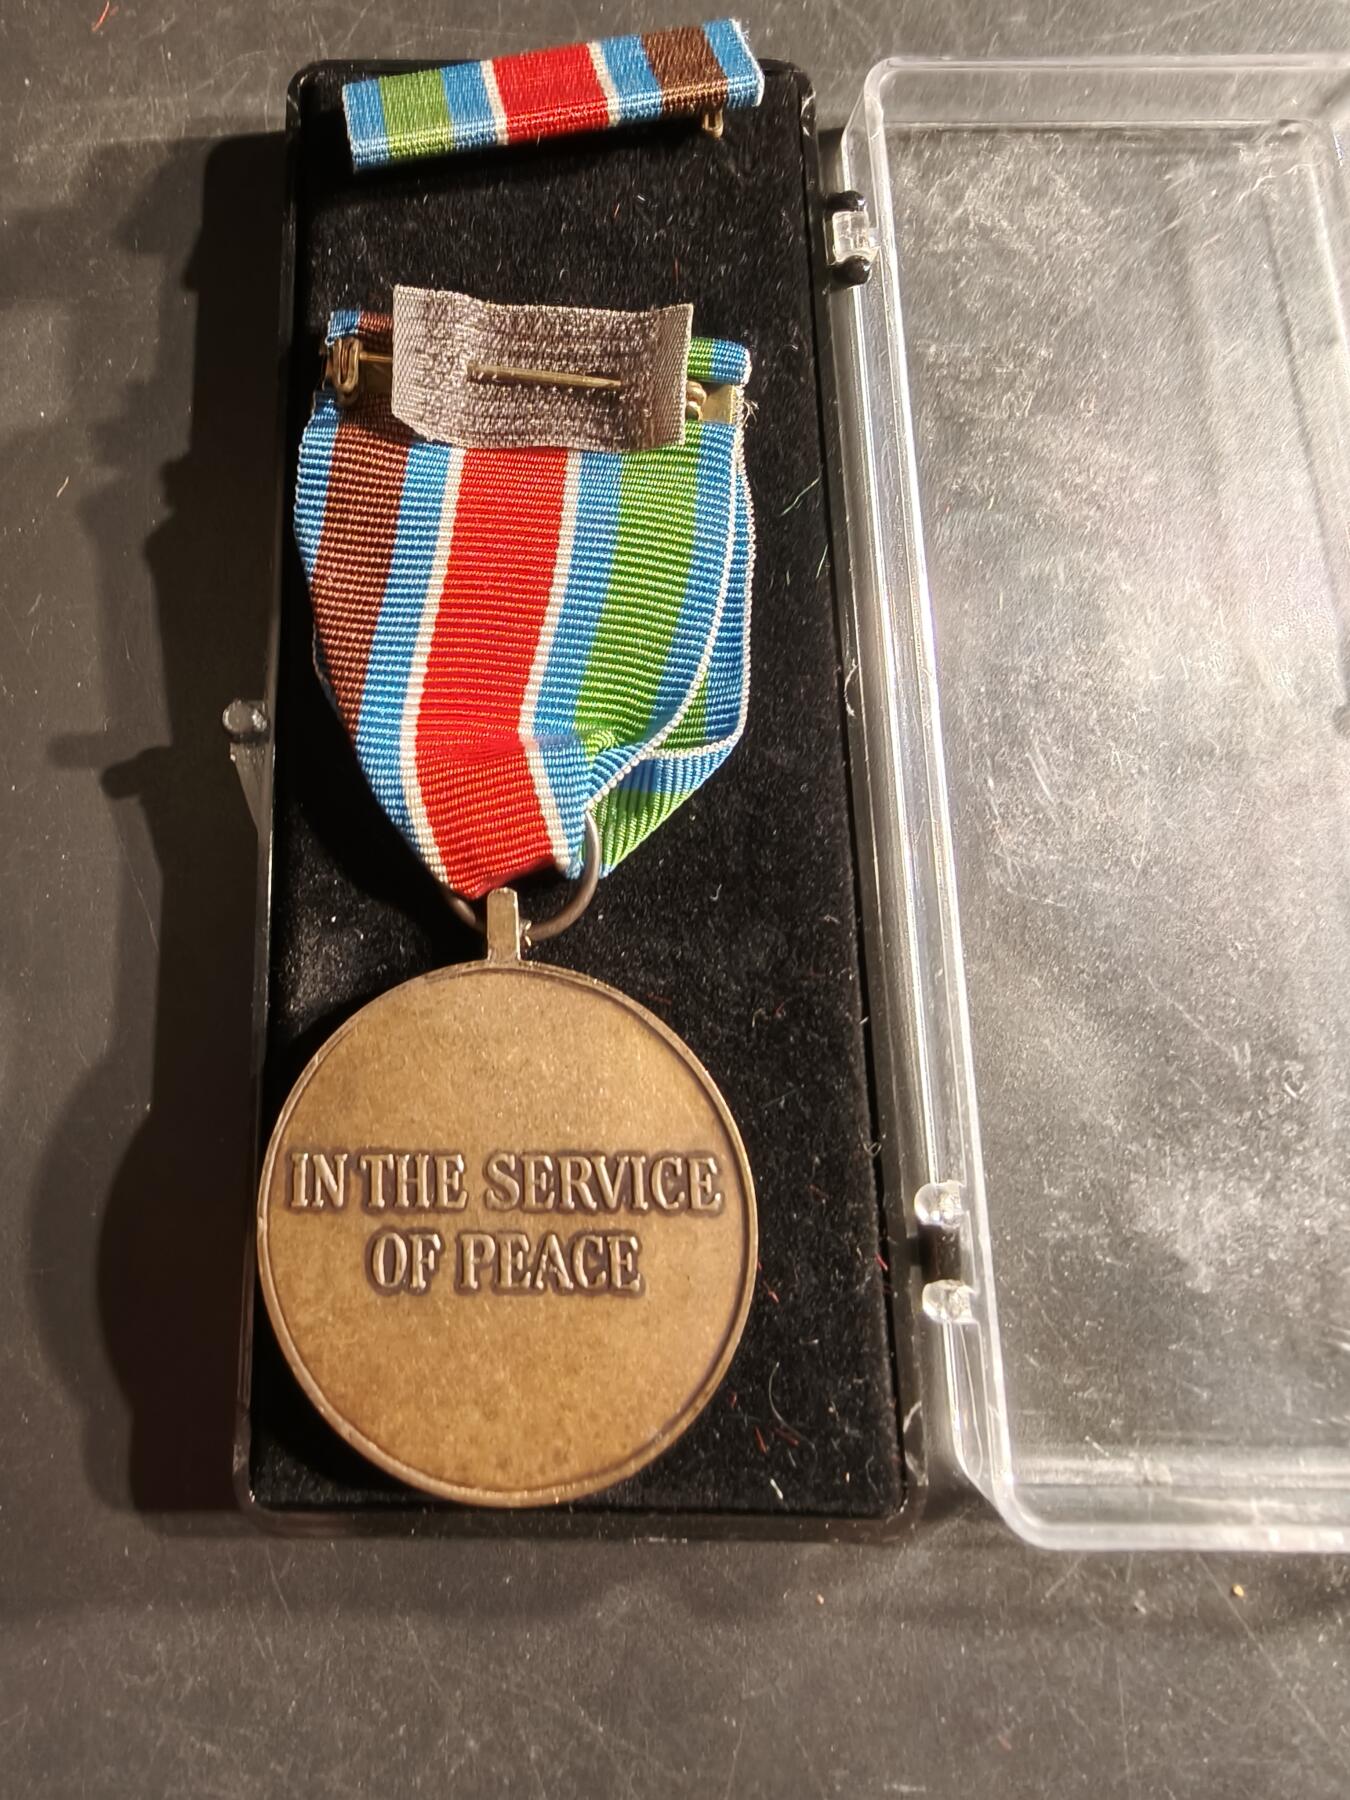 IN THE SERVICE
OF PEACE